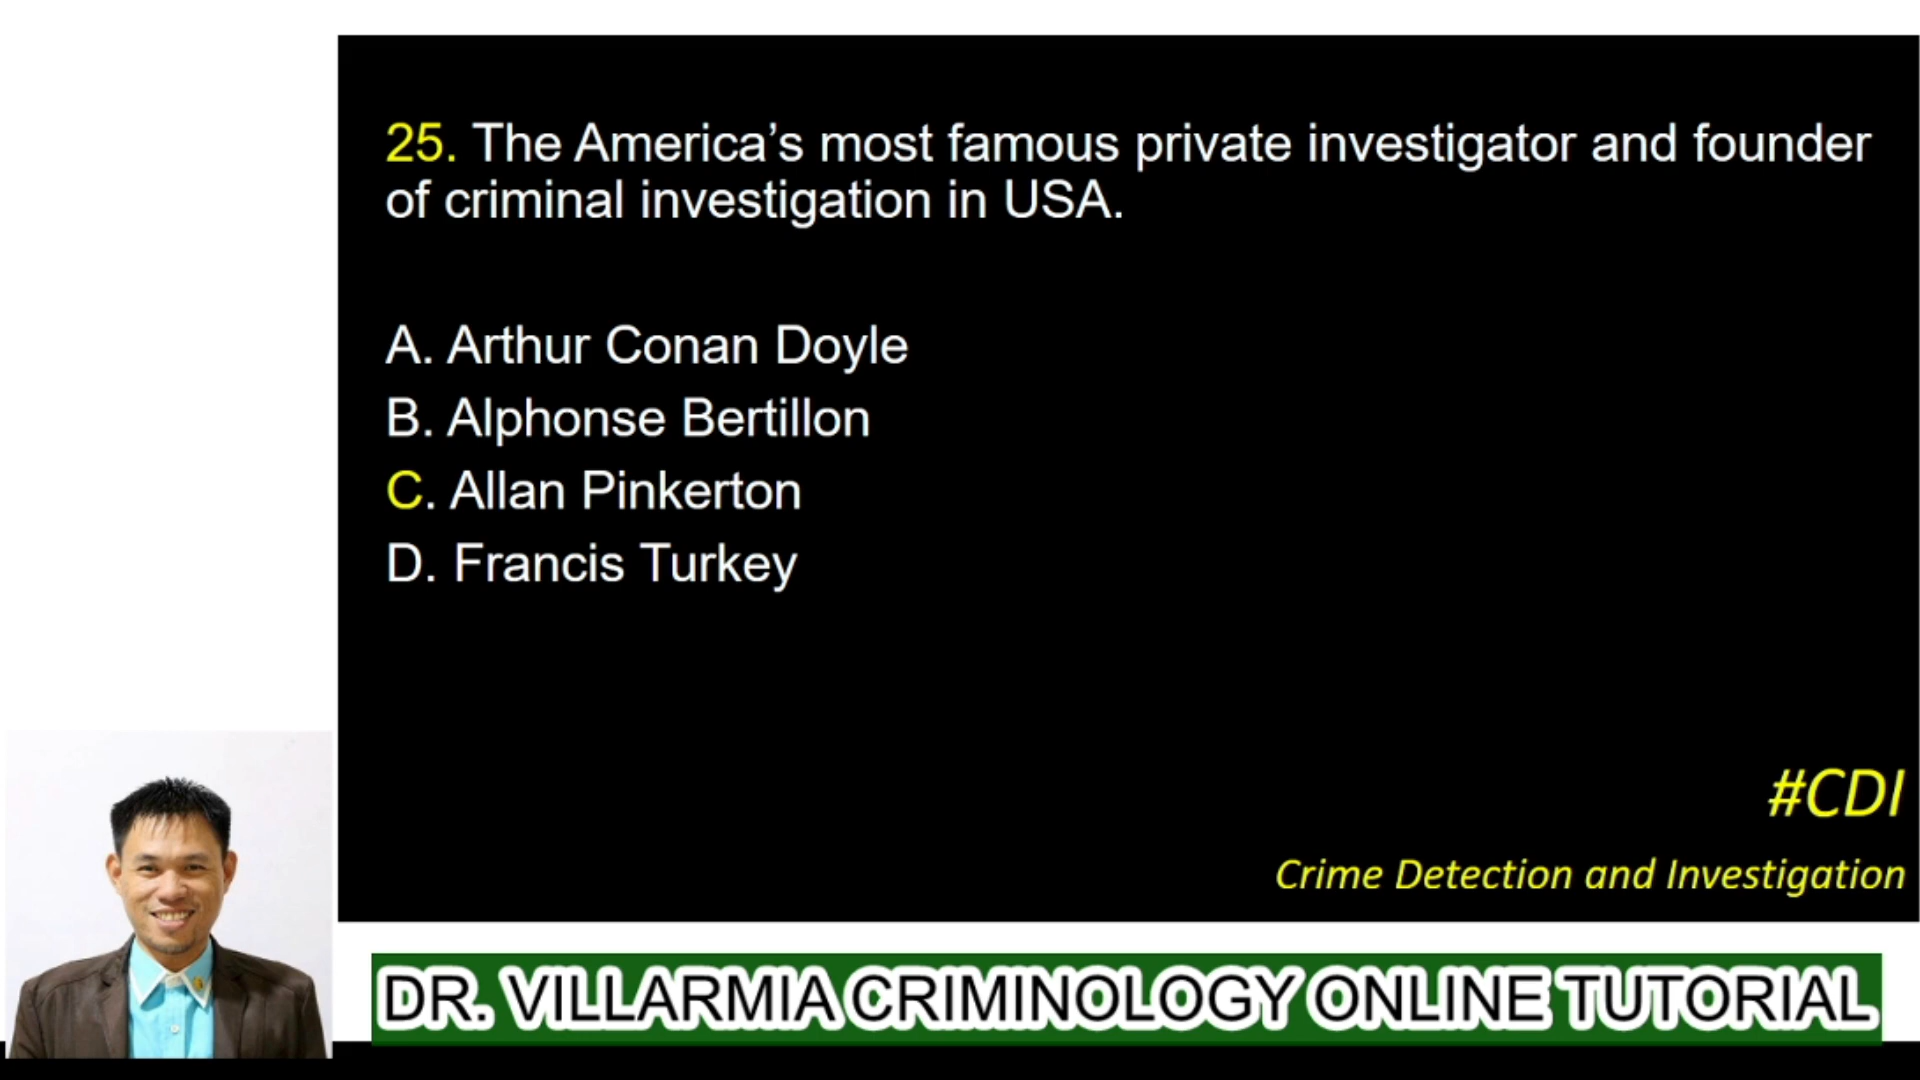 25. The America’s most famous private investigator and founder
of criminal investigation in USA.
A. Arthur Conan Doyle
B. Alphonse Bertillon
C. Allan Pinkerton
D. Francis Turkey
#CDI
Crime Detection and Investigation
DR. VILLARMIA CRIMINOLOGY ONLINE TUTORIAL